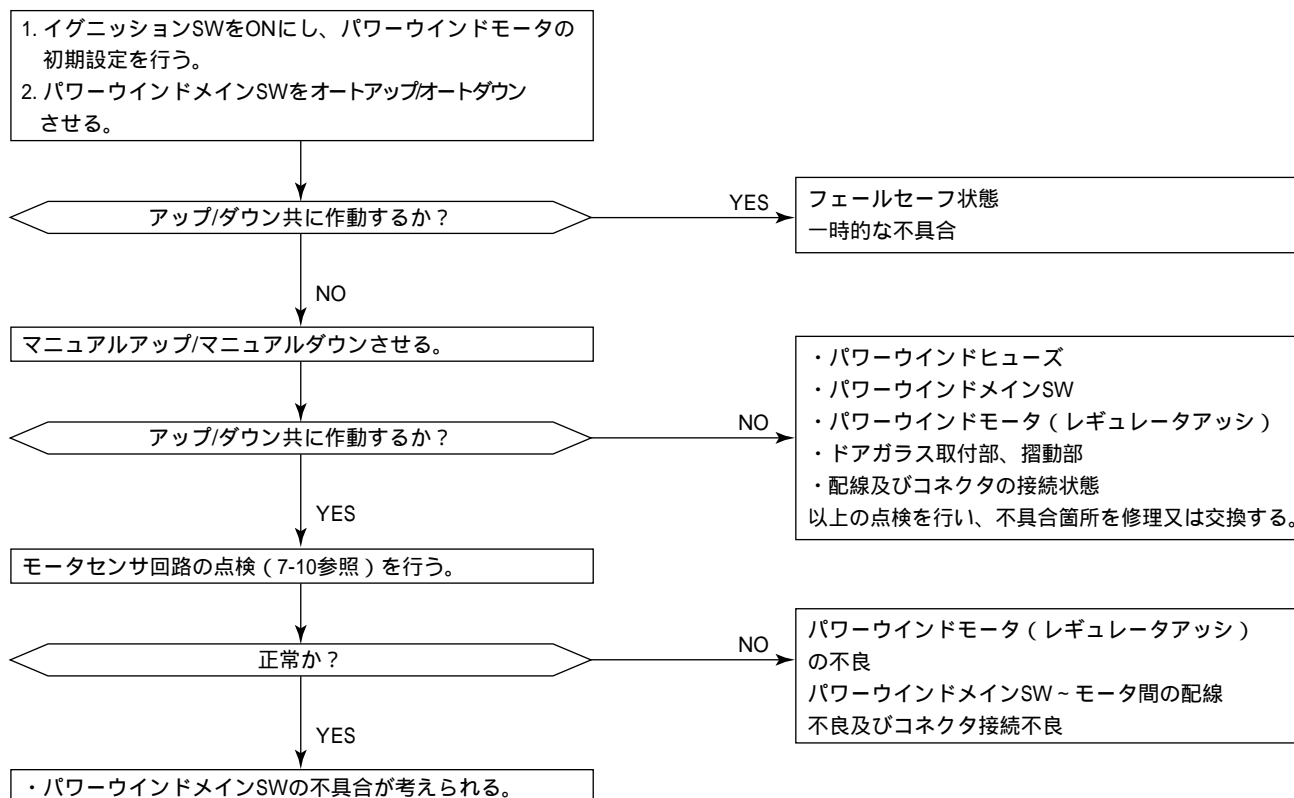 1. イグニッションSWをONにし、パワーウインドモータの
初期設定を行う。
2. パワーウインドメインSWをオートアップ/オートダウン
させる。
アップ/ダウン共に作動するか？
YES
フェールセーフ状態
一時的な不具合
NO
マニュアルアップ/マニュアルダウンさせる。
アップ/ダウン共に作動するか？
NO
・パワーウインドヒューズ
・パワーウインドメインSW
・パワーウインドモータ（レギュレータアッシ）
・ドアガラス取付部、摺動部
・配線及びコネクタの接続状態
以上の点検を行い、不具合箇所を修理又は交換する。
YES
モータセンサ回路の点検（7-10参照）を行う。
正常か？
NO
パワーウインドモータ（レギュレータアッシ）
の不良
パワーウインドメインSW～モータ間の配線
不良及びコネクタ接続不良
YES
・パワーウインドメインSWの不具合が考えられる。